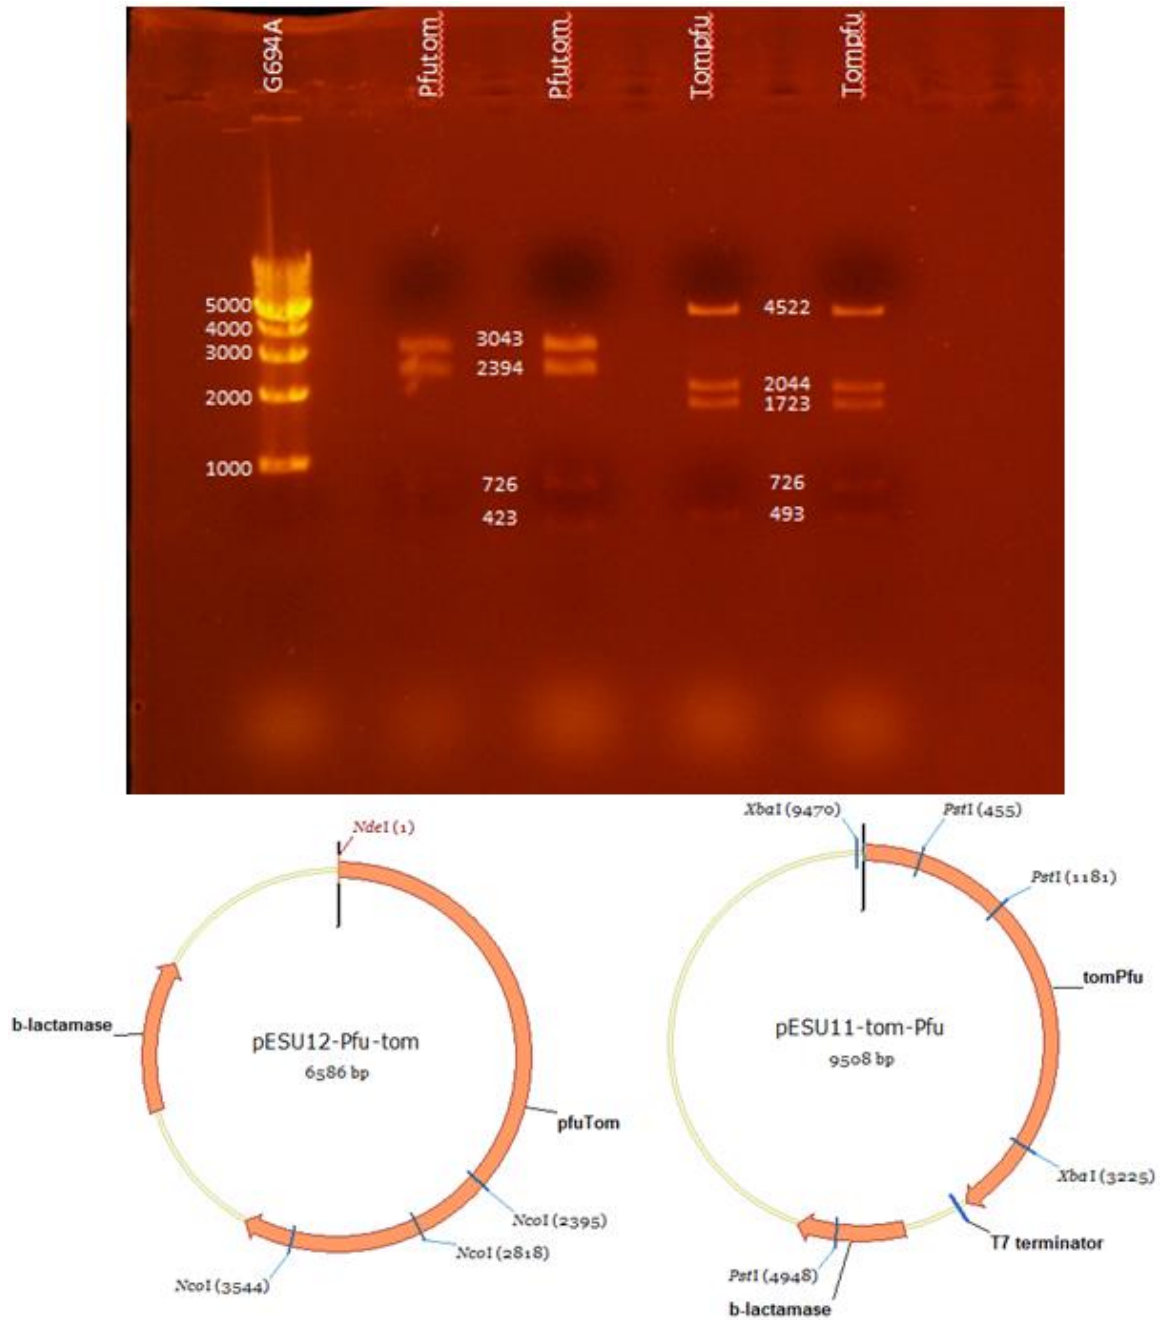 G694A
Pfutom
Pfutom
Tompfu
Tompfu
5000
4000
3000
2000
1000
3043
2394
726
423
4522
2044
1723
726
493
NdeI (1)
b-lactamase
pESU12-Pfu-tom
6586 bp
pfuTom
NcoI (2395)
NcoI (2818)
NcoI (3544)
XbaI (9470)
PstI (455)
PstI (1181)
tomPfu
pESU11-tom-Pfu
9508 bp
XbaI (3225)
T7 terminator
PstI (4948)
b-lactamase